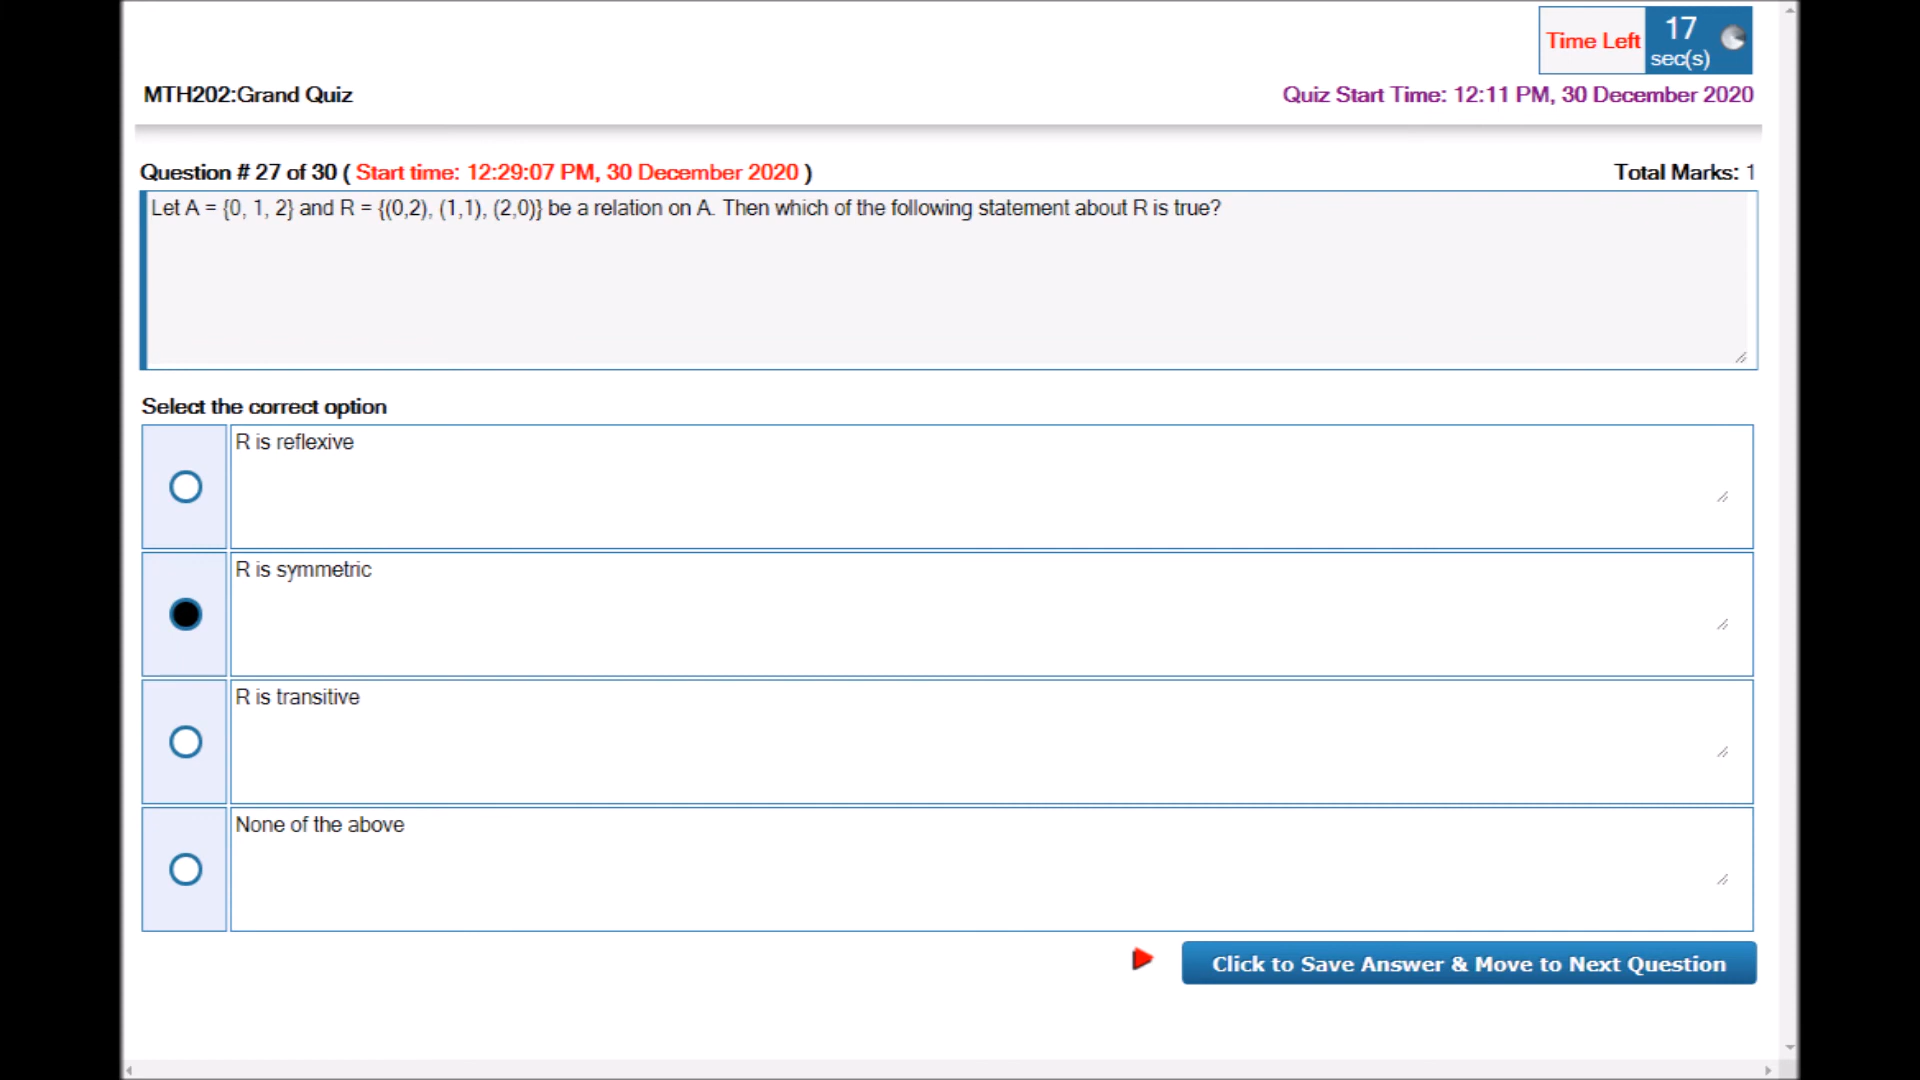 Time Left
17
sec(s)
MTH202:Grand Quiz
Quiz Start Time: 12:11 PM, 30 December 2020
Question # 27 of 30 ( Start time: 12:29:07 PM, 30 December 2020 )
Total Marks: 1
Let A = {0, 1, 2} and R = {(0,2), (1,1), (2,0)} be a relation on A. Then which of the following statement about R is true?
Select the correct option
R is reflexive
R is symmetric
R is transitive
None of the above
Click to Save Answer & Move to Next Question